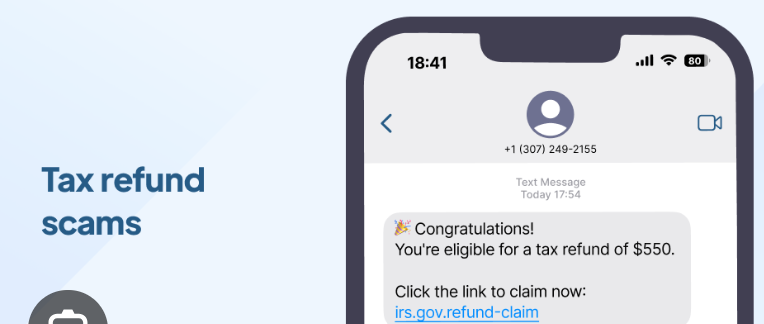 Tax refund
scams
18:41
80
+1 (307) 249-2155
Text Message
Today 17:54
🎉 Congratulations!
You're eligible for a tax refund of $550.
Click the link to claim now:
irs.gov.refund-claim